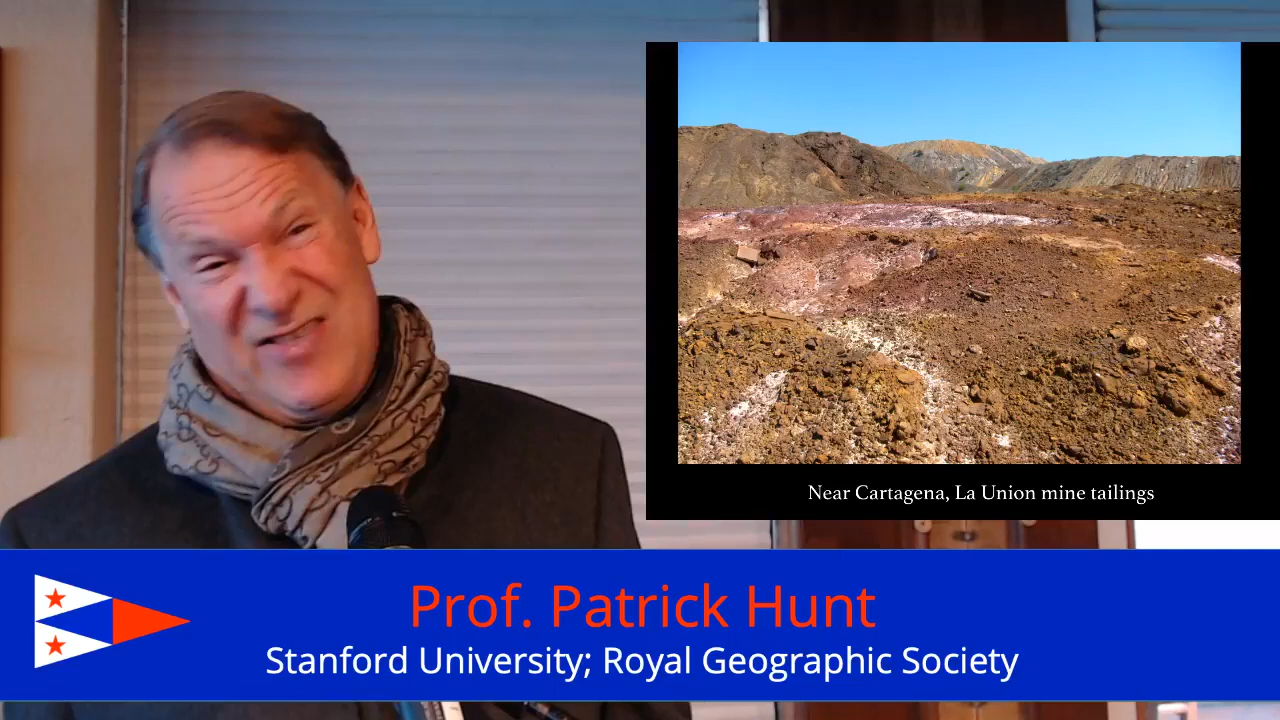 Near Cartagena, La Union mine tailings
Prof. Patrick Hunt
Stanford University; Royal Geographic Society